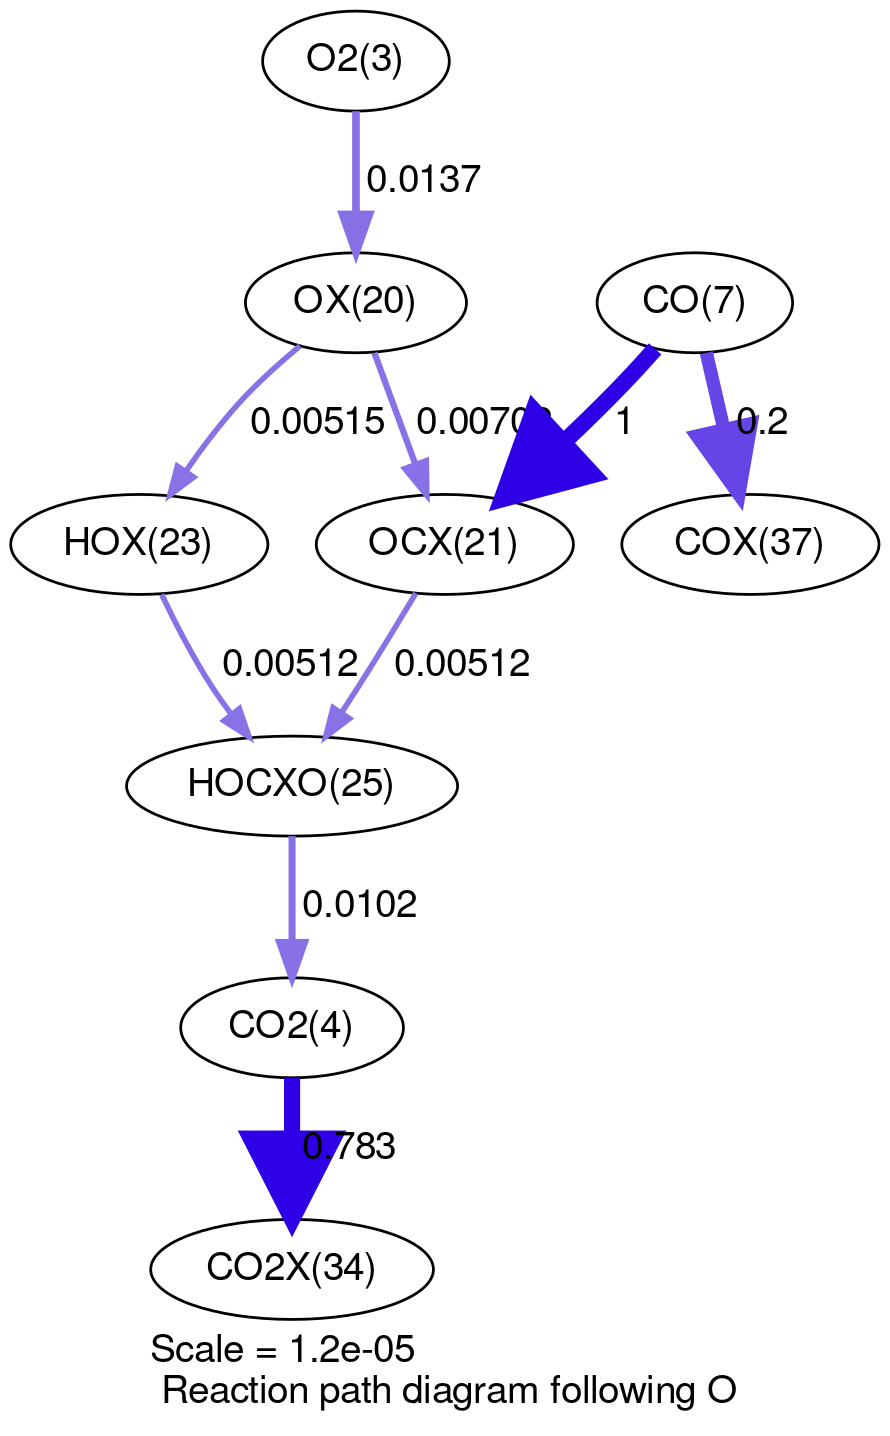 O2(3)
0.0137
OX(20)
CO(7)
0.00515
1
0.2
HOX(23)
OCX(21)
COX(37)
0.00512
0.00512
HOCXO(25)
0.0102
CO2(4)
0.783
CO2X(34)
Scale = 1.2e-05
Reaction path diagram following O